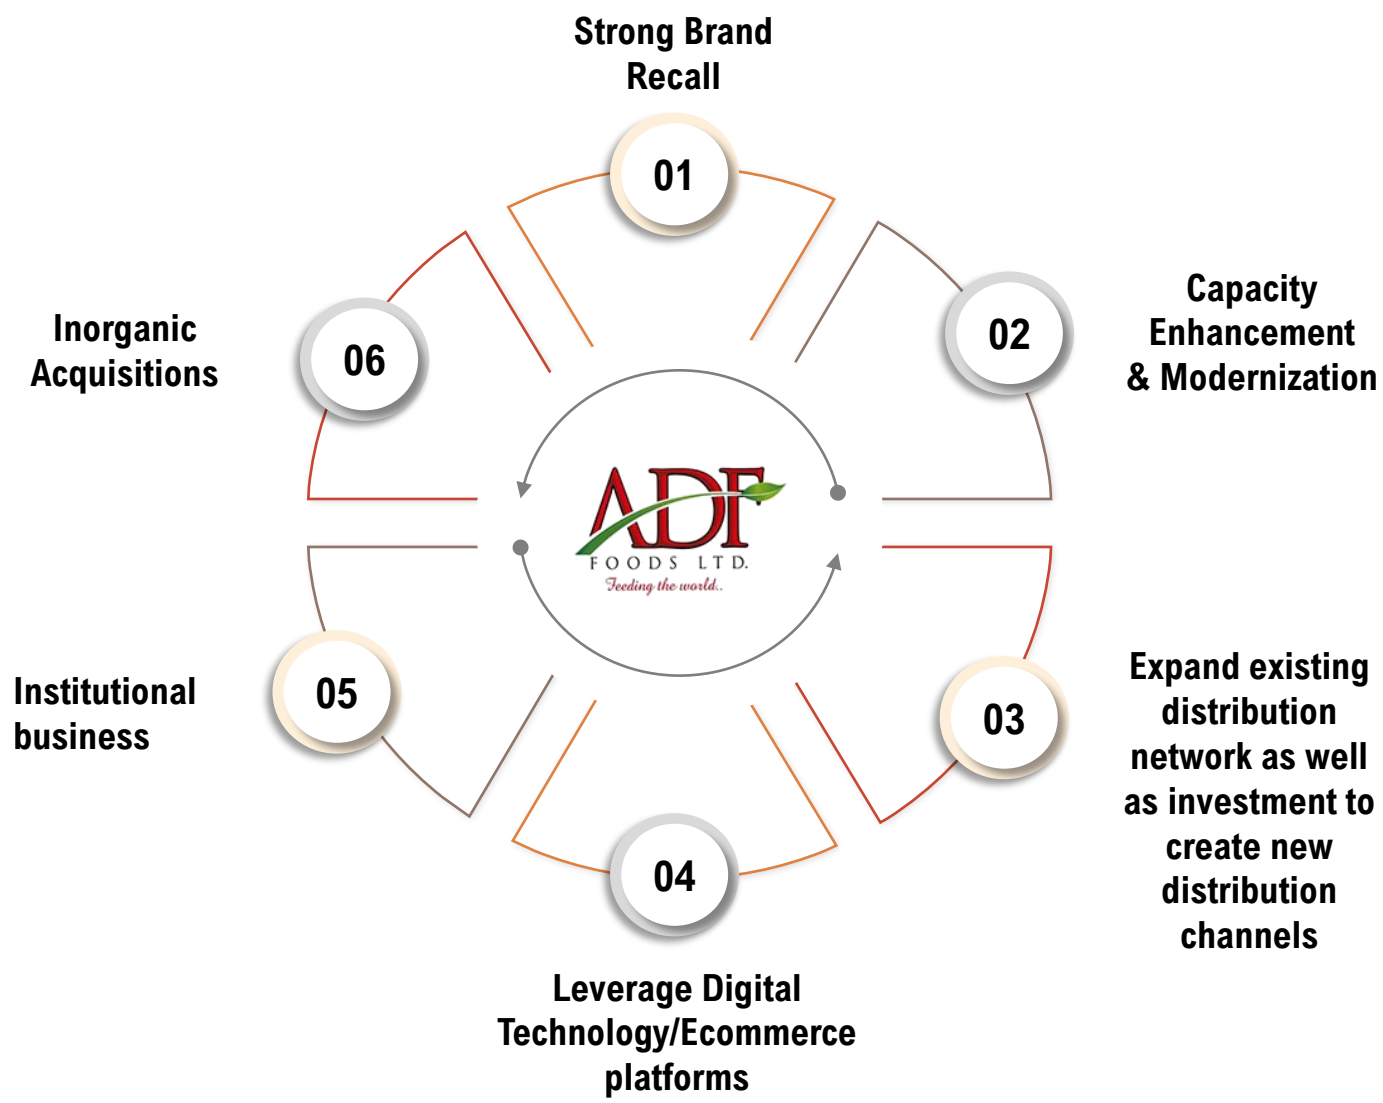 Strong Brand
Recall
01
02
Capacity
Enhancement
& Modernization
03
Expand existing
distribution
network as well
as investment to
create new
distribution
channels
04
Leverage Digital
Technology/Ecommerce
platforms
05
Institutional
business
06
Inorganic
Acquisitions
ADF
FOODS LTD.
Feeding the world..